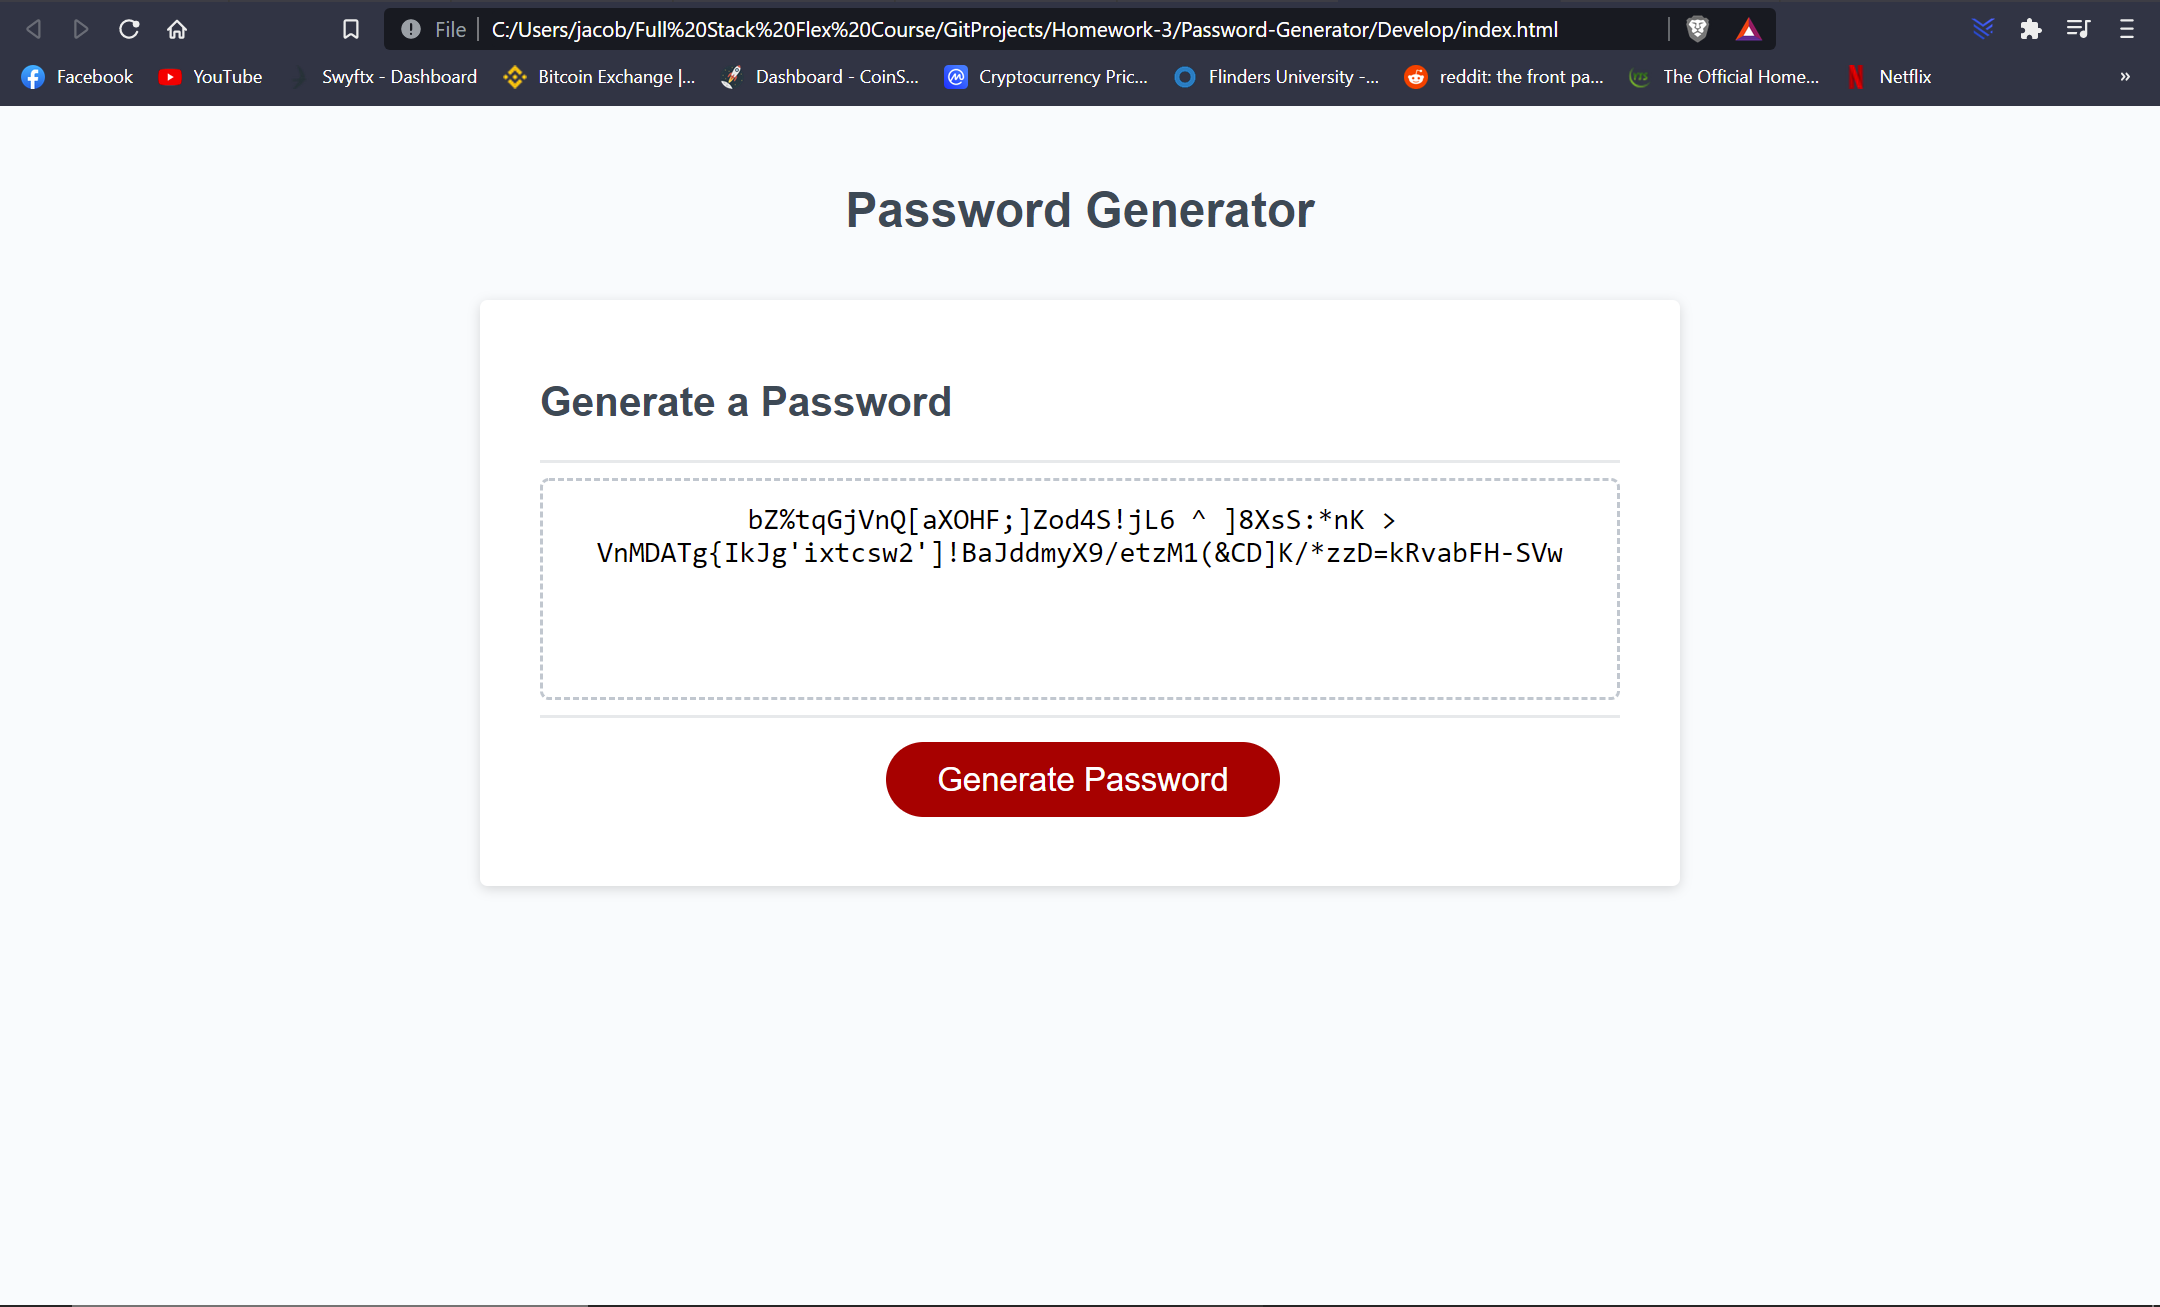 File C:/Users/jacob/Full%20Stack%20Flex%20Course/GitProjects/Homework-3/Password-Generator/Develop/index.html
Facebook YouTube Swyftx - Dashboard Bitcoin Exchange |... Dashboard - CoinS... Cryptocurrency Pric... Flinders University -... reddit: the front pa... The Official Home... Netflix »
Password Generator
Generate a Password
bZ%tqGjVnQ[aXOHF;]Zod4S!jL6 ^ ]8XsS:*nK >
VnMDATg{IkJg'ixtcsw2']!BaJddmyX9/etzM1(&CD]K/*zzD=kRvabFH-SVw
Generate Password